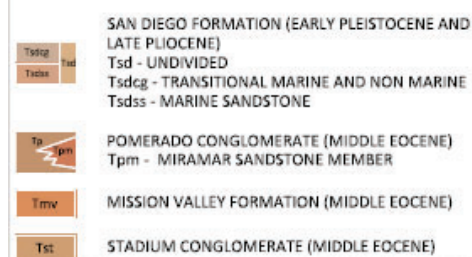 SAN DIEGO FORMATION (EARLY PLEISTOCENE AND
LATE PLIOCENE)
Tsdcg
Tsdss
Tsd
Tsd - UNDIVIDED
Tsdcg - TRANSITIONAL MARINE AND NON MARINE
Tsdss - MARINE SANDSTONE
Tp
Tpm
POMERADO CONGLOMERATE (MIDDLE EOCENE)
Tpm - MIRAMAR SANDSTONE MEMBER
Tmv
MISSION VALLEY FORMATION (MIDDLE EOCENE)
Tst
STADIUM CONGLOMERATE (MIDDLE EOCENE)